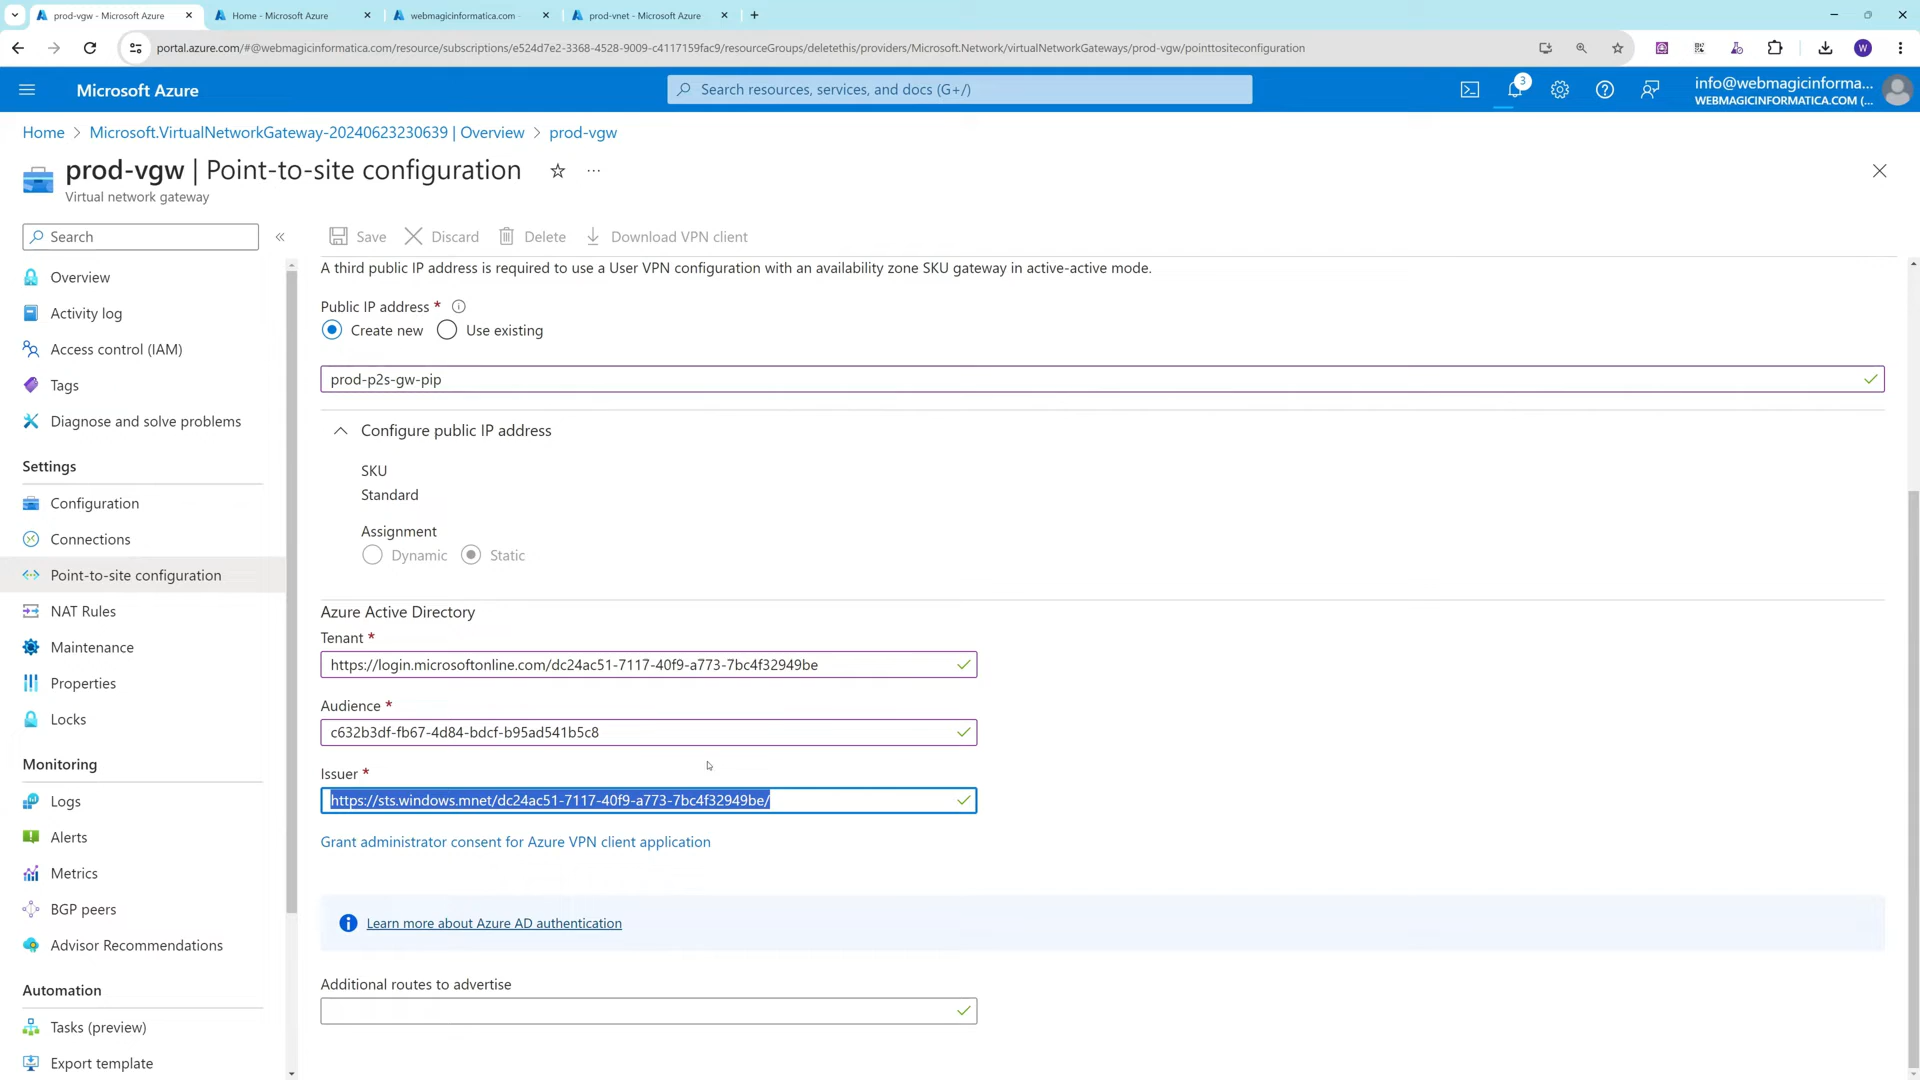 prod-vgw - Microsoft Azure
Home - Microsoft Azure
webmagicinformatica.com -
prod-vnet - Microsoft Azure
portal.azure.com/#@webmagicinformatica.com/resource/subscriptions/e524d7e2-3368-4528-9009-c4117159fac9/resourceGroups/deletethis/providers/Microsoft.Network/virtualNetworkGateways/prod-vgw/pointtositeconfiguration
W
Microsoft Azure
Search resources, services, and docs (G+/)
3
info@webmagicinforma...
WEBMAGICINFORMATICA.COM (...
Home > Microsoft.VirtualNetworkGateway-20240623230639 | Overview > prod-vgw
prod-vgw | Point-to-site configuration
Virtual network gateway
Search
Save
Discard
Delete
Download VPN client
Overview
Activity log
Access control (IAM)
Tags
Diagnose and solve problems
Settings
Configuration
Connections
Point-to-site configuration
NAT Rules
Maintenance
Properties
Locks
Monitoring
Logs
Alerts
Metrics
BGP peers
Advisor Recommendations
Automation
Tasks (preview)
Export template
A third public IP address is required to use a User VPN configuration with an availability zone SKU gateway in active-active mode.
Public IP address *
Create new
Use existing
prod-p2s-gw-pip
Configure public IP address
SKU
Standard
Assignment
Dynamic
Static
Azure Active Directory
Tenant *
https://login.microsoftonline.com/dc24ac51-7117-40f9-a773-7bc4f32949be
Audience *
c632b3df-fb67-4d84-bdcf-b95ad541b5c8
Issuer *
https://sts.windows.mnet/dc24ac51-7117-40f9-a773-7bc4f32949be/
Grant administrator consent for Azure VPN client application
Learn more about Azure AD authentication
Additional routes to advertise